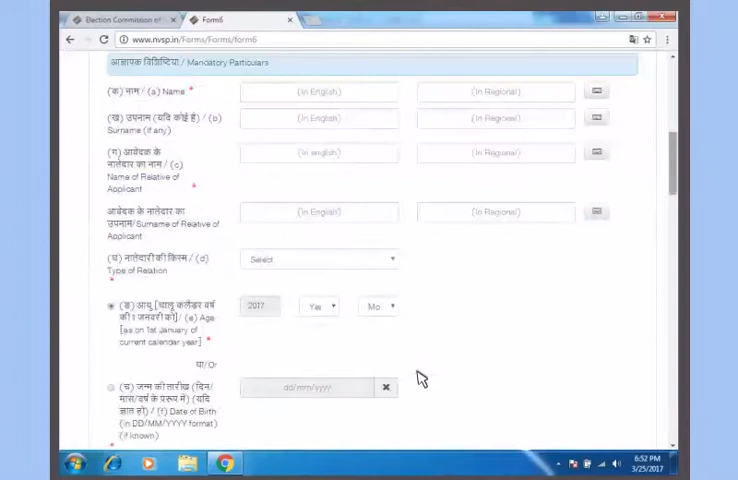 Election Commission of
Form6
www.nvsp.in/Forms/Forms/form6
आज्ञापक विशिष्टियां / Mandatory Particulars
(क) नाम / (a) Name *
(In English)
(In Regional)
(ख) उपनाम (यदि कोई हो) / (b)
Surname (if any)
(In English)
(In Regional)
(ग) आवेदक के
नातेदार का नाम / (c)
Name of Relative of
Applicant *
(In english)
(In Regional)
आवेदक के नातेदार का
उपनाम/Surname of Relative of
Applicant
(In English)
(In Regional)
(घ) नातेदारी की किस्म / (d)
Type of Relation
*
Select
(ङ) आयु [चालू कलैंडर वर्ष
की 1 जनवरी को]/ (e) Age
[as on 1st January of
current calendar year] *
2017
Yea
Mo
या/Or
(च) जन्म की तारीख (दिन/
मास/वर्ष के प्ररूप में) (यदि
ज्ञात हो) / (f) Date of Birth
(in DD/MM/YYYY format)
(if known)
*
dd/mm/yyyy
6:52 PM
3/25/2017